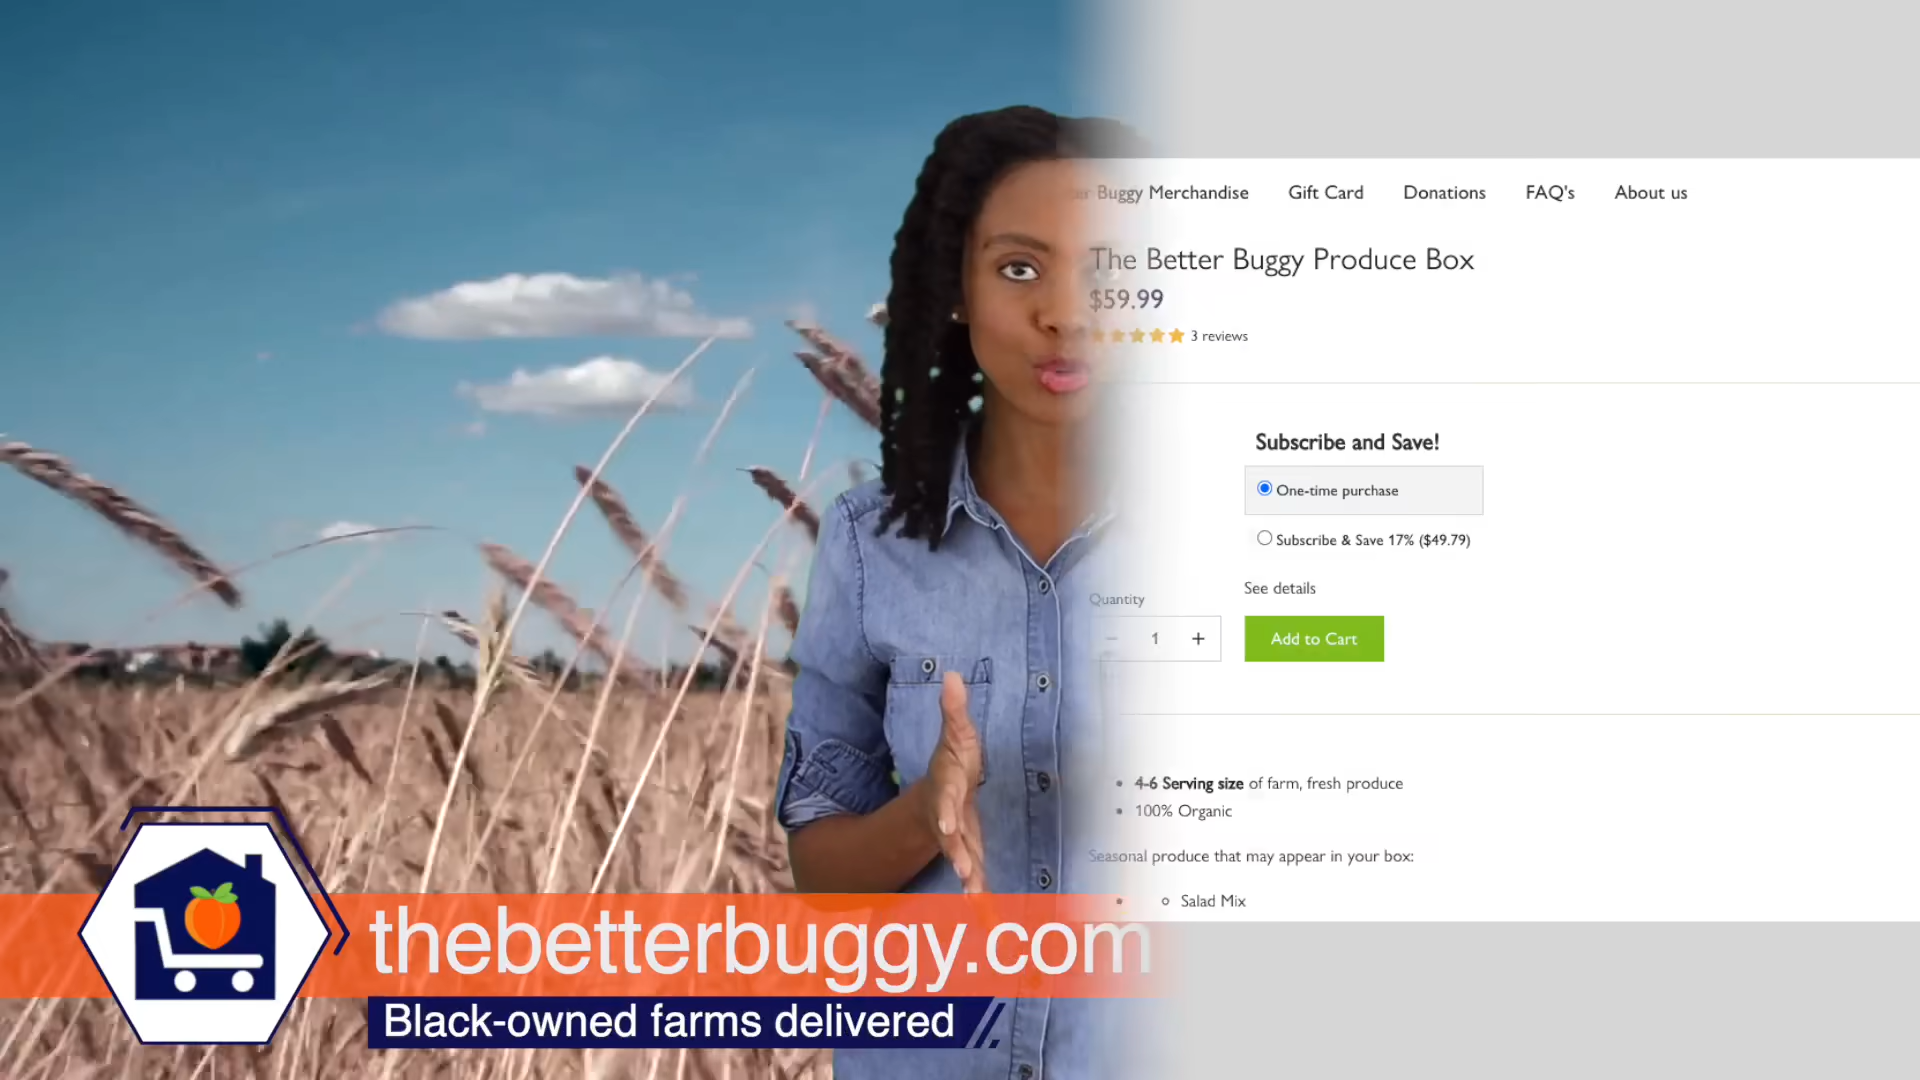 Buggy Merchandise Gift Card Donations FAQ's About us
The Better Buggy Produce Box
$59.99
3 reviews
Subscribe and Save!
One-time purchase
Subscribe & Save 17% ($49.79)
See details
Quantity
− 1 +
Add to Cart
4-6 Serving size of farm, fresh produce
100% Organic
Seasonal produce that may appear in your box:
Salad Mix
thebetterbuggy.com
Black-owned farms delivered